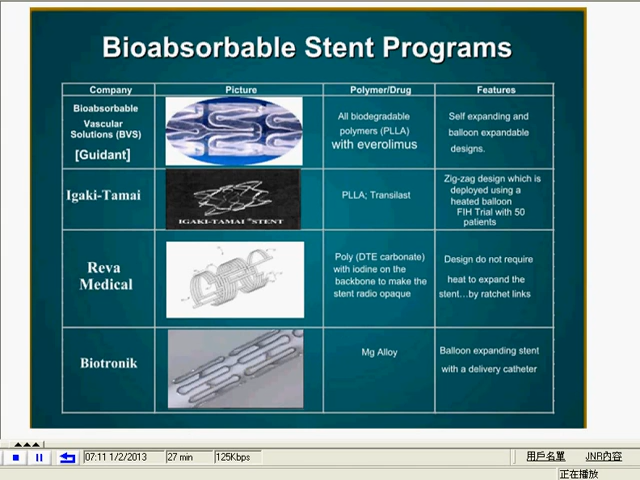 Bioabsorbable Stent Programs
Company
Picture
Polymer/Drug
Features
Bioabsorbable
Vascular
Solutions (BVS)
[Guidant]
All biodegradable
polymers (PLLA)
with everolimus
Self expanding and
balloon expandable
designs.
Igaki-Tamai
IGAKI-TAMAI ®STENT
PLLA; Transilast
Zig-zag design which is
deployed using a
heated balloon
FIH Trial with 50
patients
Reva
Medical
Poly (DTE carbonate)
with iodine on the
backbone to make the
stent radio opaque
Design do not require
heat to expand the
stent…by ratchet links
Biotronik
Mg Alloy
Balloon expanding stent
with a delivery catheter
07:11 1/2/2013
27 min
125Kbps
用戶名單
JNR內容
正在播放